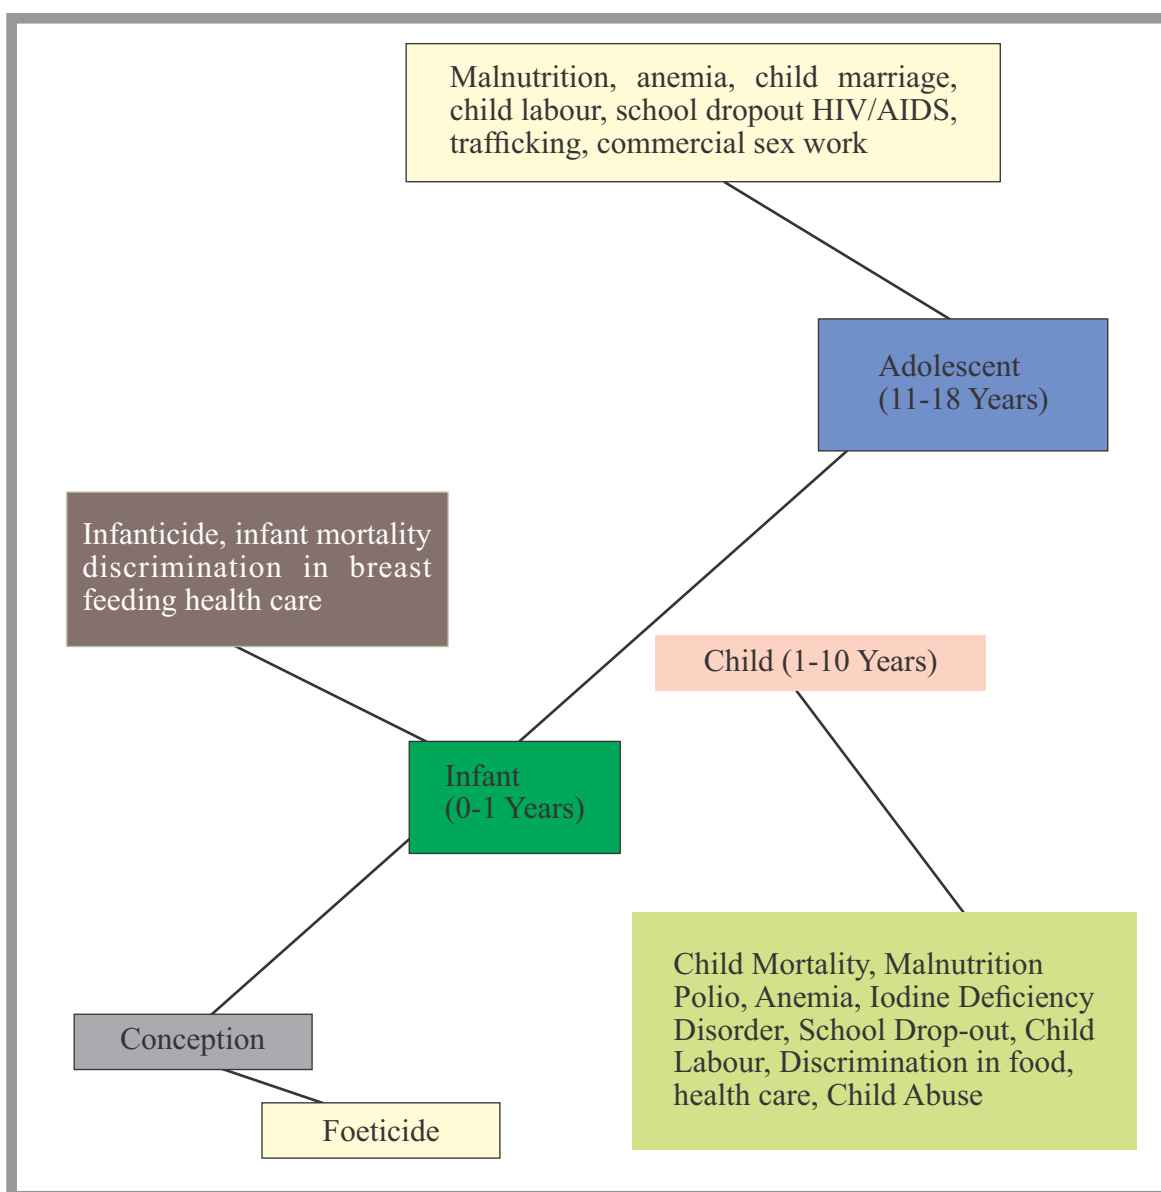 Malnutrition, anemia, child marriage,
child labour, school dropout HIV/AIDS,
trafficking, commercial sex work
Adolescent
(11-18 Years)
Infanticide, infant mortality
discrimination in breast
feeding health care
Child (1-10 Years)
Infant
(0-1 Years)
Child Mortality, Malnutrition
Polio, Anemia, Iodine Deficiency
Disorder, School Drop-out, Child
Labour, Discrimination in food,
health care, Child Abuse
Conception
Foeticide